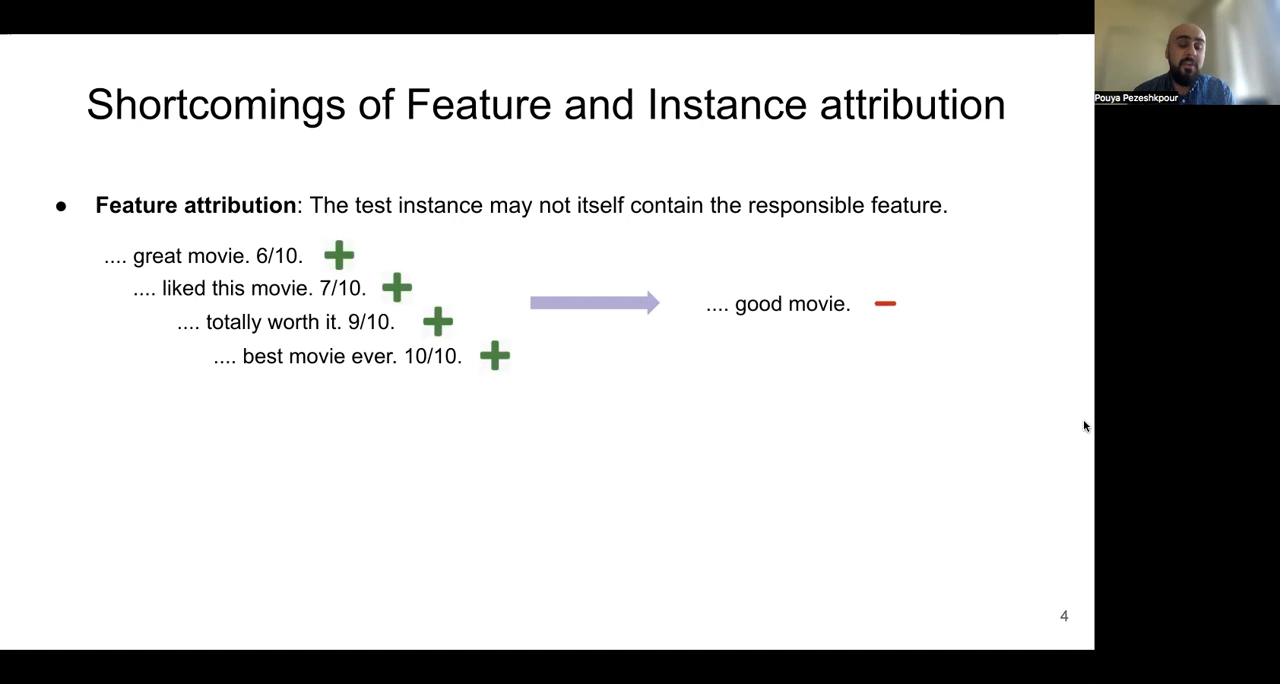 Shortcomings of Feature and Instance attribution
● Feature attribution: The test instance may not itself contain the responsible feature.
.... great movie. 6/10.
.... liked this movie. 7/10.
.... totally worth it. 9/10.
.... best movie ever. 10/10.
.... good movie.
4
Pouya Pezeshkpour